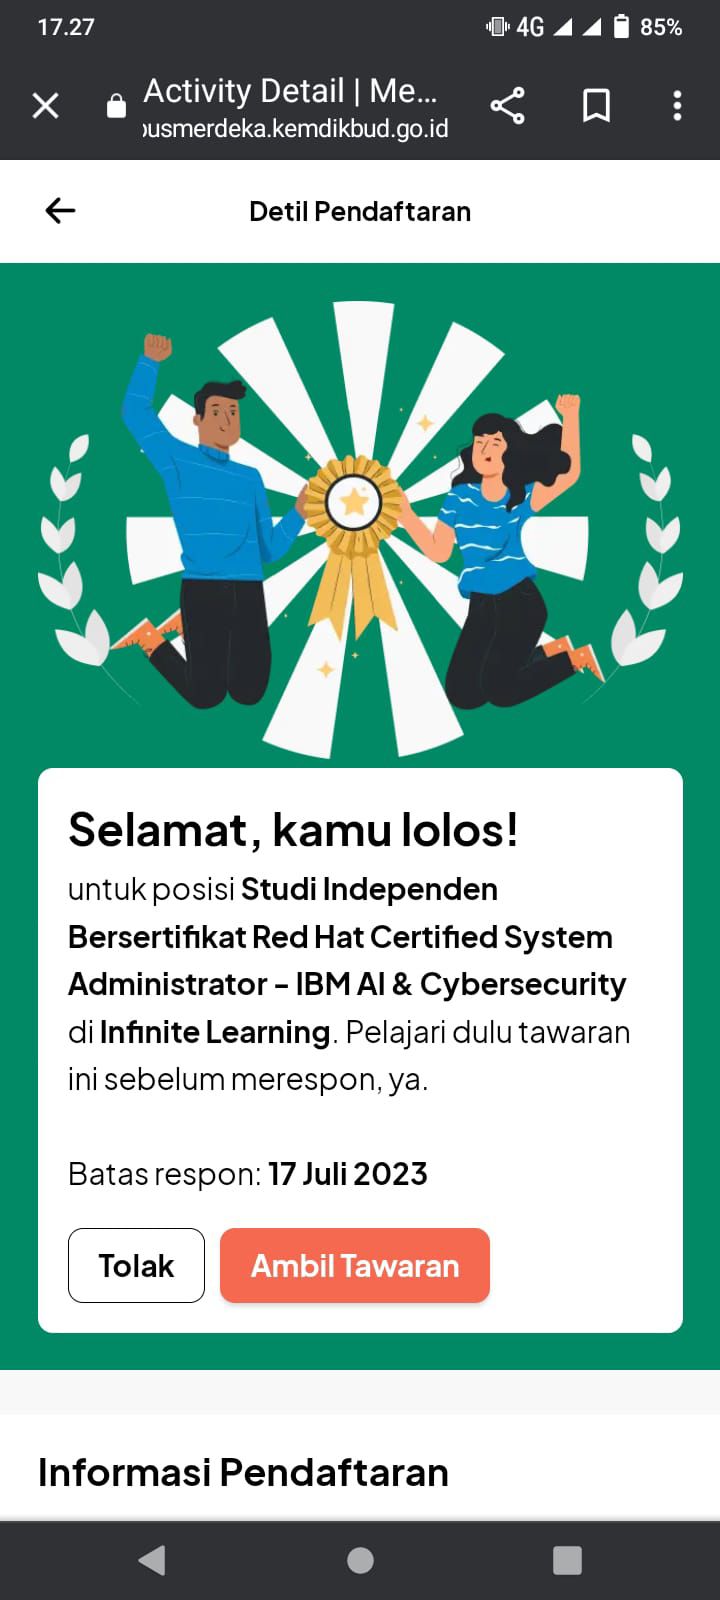 17.27
4G
85%
Activity Detail | Me...
usmerdeka.kemdikbud.go.id
Detil Pendaftaran
Selamat, kamu lolos!
untuk posisi Studi Independen
Bersertifikat Red Hat Certified System
Administrator - IBM AI & Cybersecurity
di Infinite Learning. Pelajari dulu tawaran
ini sebelum merespon, ya.
Batas respon: 17 Juli 2023
Tolak
Ambil Tawaran
Informasi Pendaftaran